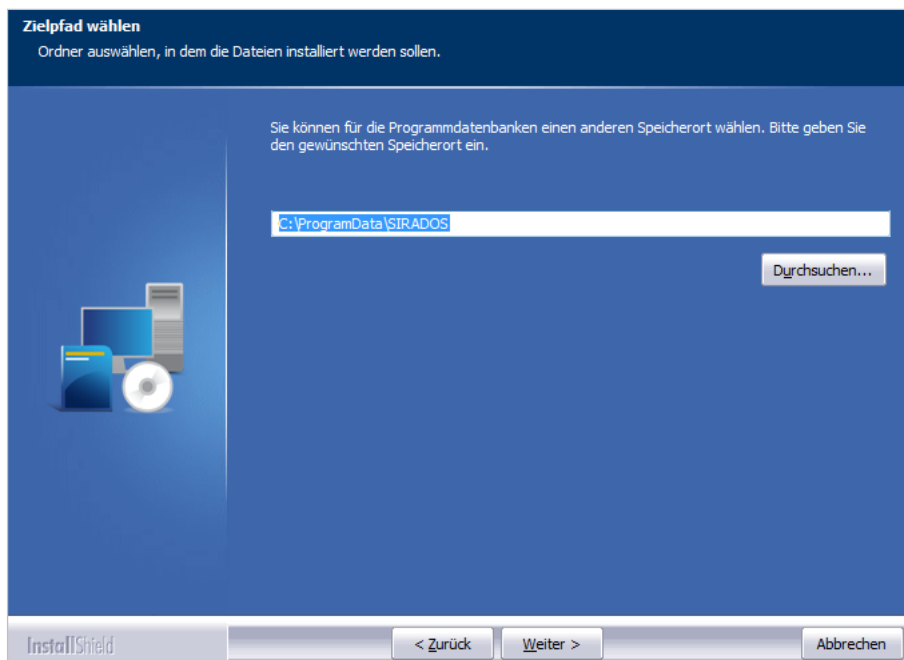 Zielpfad wählen
Ordner auswählen, in dem die Dateien installiert werden sollen.
Sie können für die Programmdatenbanken einen anderen Speicherort wählen. Bitte geben Sie
den gewünschten Speicherort ein.
C:\ProgramData\SIRADOS
Durchsuchen...
InstallShield
< Zurück
Weiter >
Abbrechen